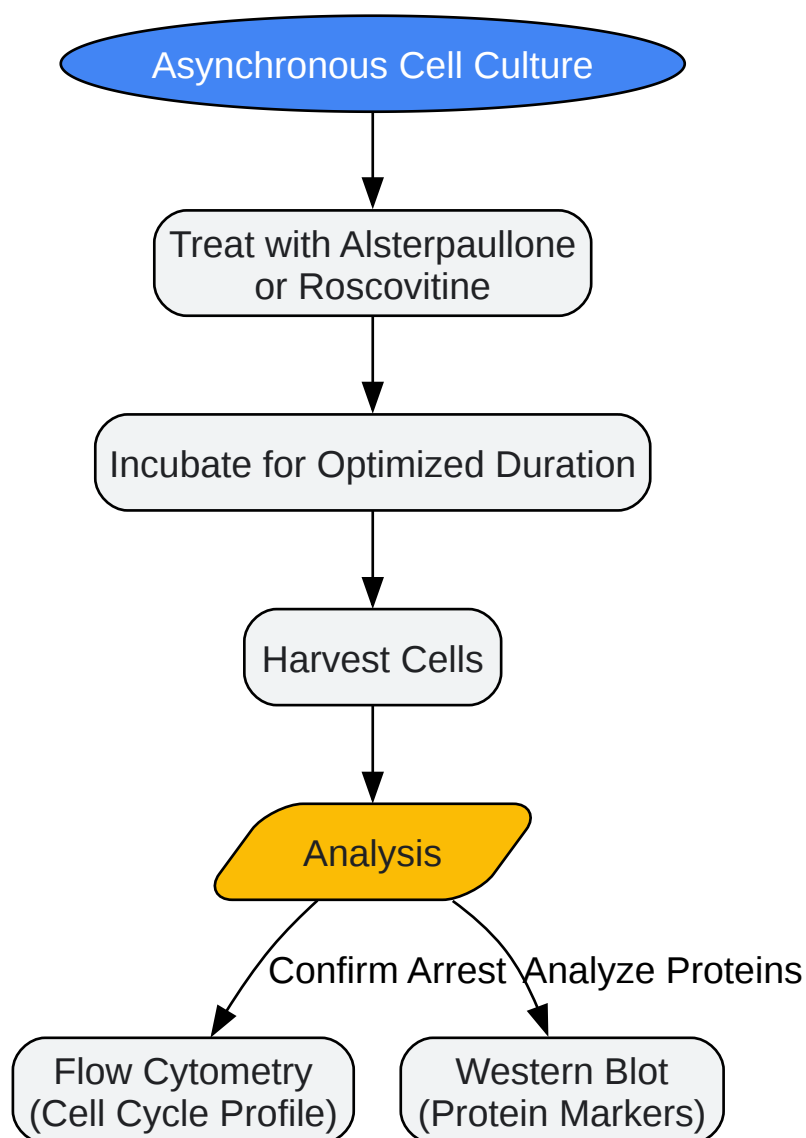 Asynchronous Cell Culture
Treat with Alsterpaullone
or Roscovitine
Incubate for Optimized Duration
Harvest Cells
Analysis
Confirm Arrest
Analyze Proteins
Flow Cytometry
(Cell Cycle Profile)
Western Blot
(Protein Markers)